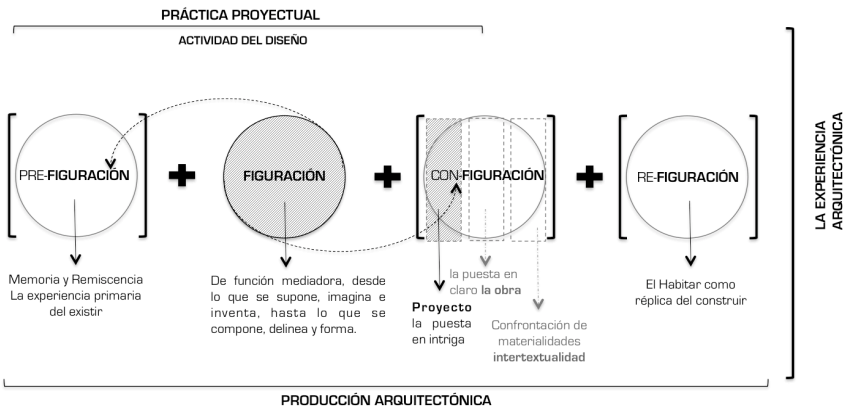 PRÁCTICA PROYECTUAL
ACTIVIDAD DEL DISEÑO
PRE-FIGURACIÓN
FIGURACIÓN
CON-FIGURACIÓN
RE-FIGURACIÓN
Memoria y Remiscencia
La experiencia primaria
del existir
De función mediadora, desde
lo que se supone, imagina e
inventa, hasta lo que se
compone, delinea y forma.
Proyecto
la puesta
en intriga
la puesta en
claro la obra
Confrontación de
materialidades
intertextualidad
El Habitar como
réplica del construir
LA EXPERIENCIA
ARQUITECTÓNICA
PRODUCCIÓN ARQUITECTÓNICA